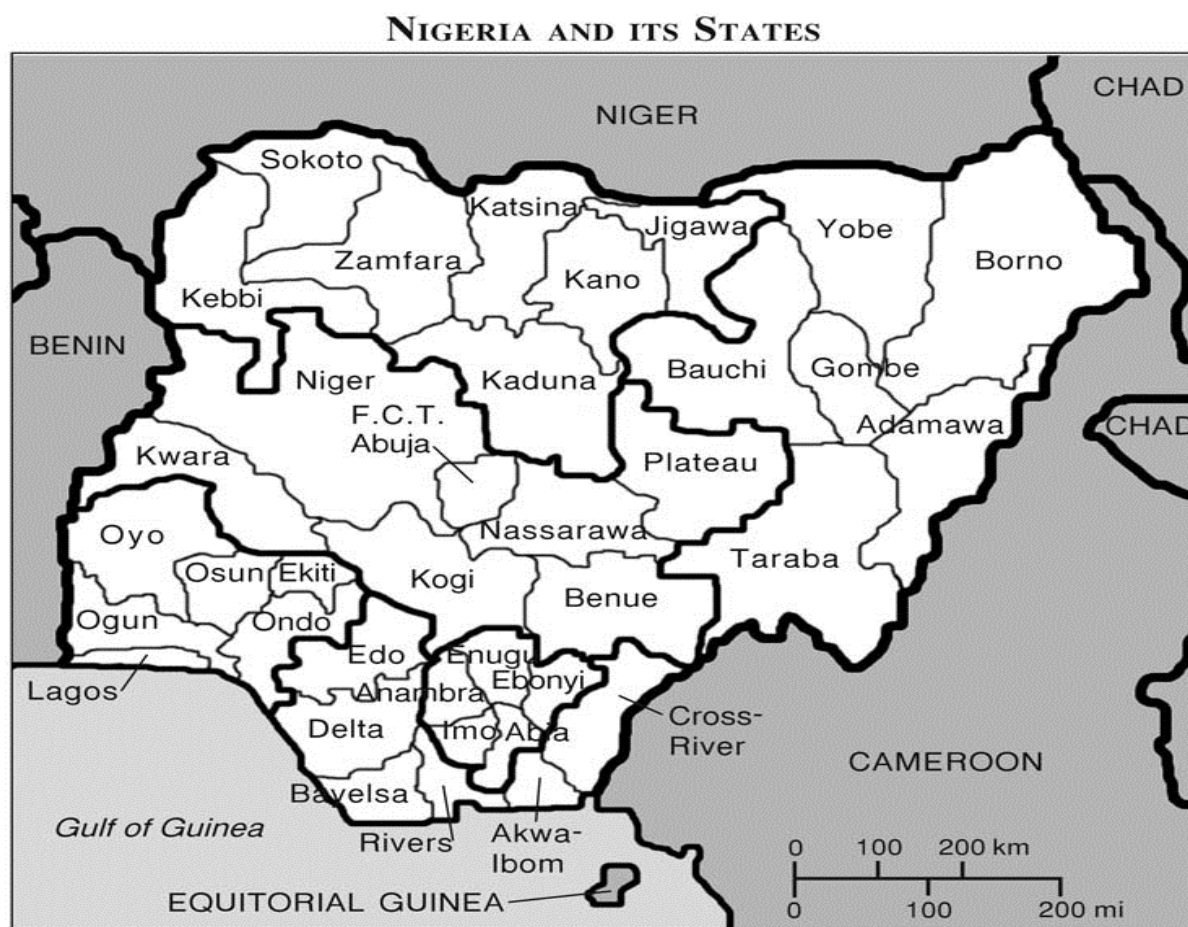 NIGERIA AND ITS STATES
CHAD
NIGER
Sokoto
Katsina
Jigawa
Yobe
Zamfara
Kano
Borno
Kebbi
BENIN
Niger
Kaduna
Bauchi
Gombe
F.C.T.
Abuja
Adamawa
CHAD
Kwara
Plateau
Oyo
Nassarawa
Taraba
Osun
Ekiti
Kogi
Benue
Ogun
Ondo
Edo
Enugu
Ebonyi
Lagos
Anambra
Delta
Imo
Abia
Cross-
River
CAMEROON
Bayelsa
Gulf of Guinea
Rivers
Akwa-
Ibom
EQUITORIAL GUINEA
0 100 200 km
0 100 200 mi